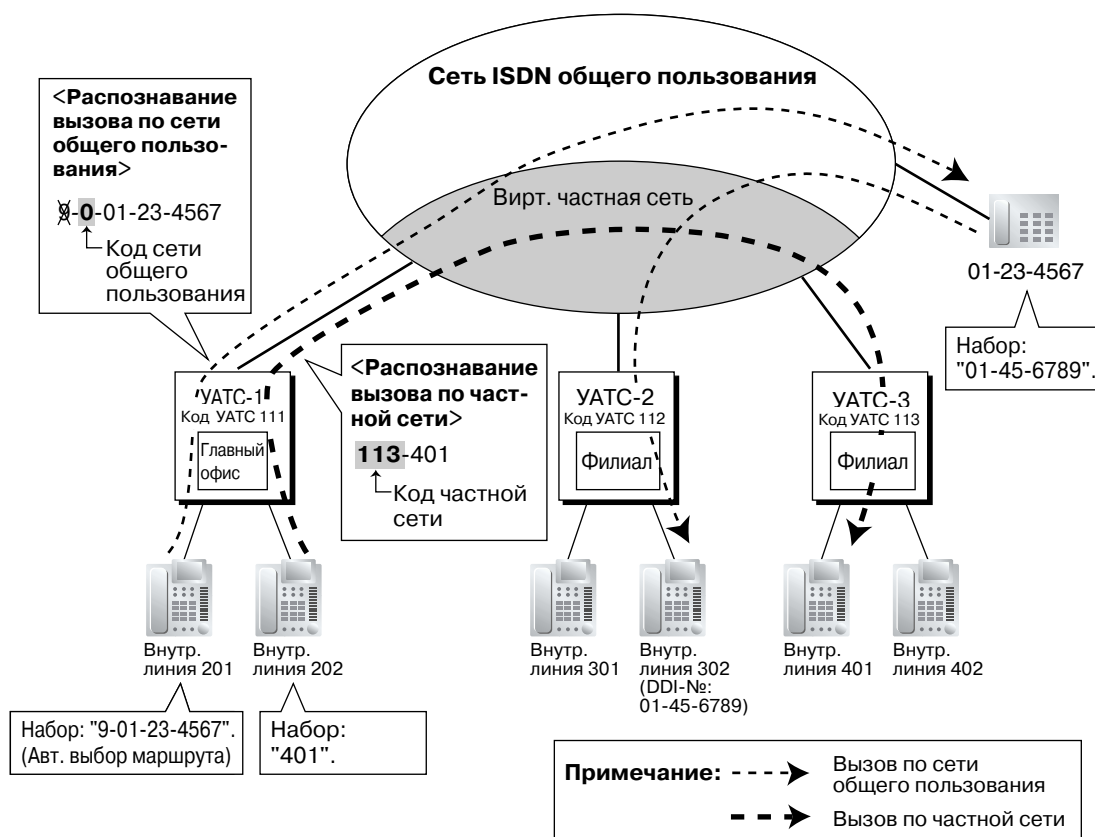 Сеть ISDN общего пользования
<Распознавание
вызова по сети
общего пользо-
вания>
9-0-01-23-4567
Код сети
общего
пользования
Вирт. частная сеть
01-23-4567
Набор:
"01-45-6789".
<Распознавание
вызова по част-
ной сети>
113-401
Код частной
сети
УАТС-1
Код УАТС 111
Главный
офис
УАТС-2
Код УАТС 112
Филиал
УАТС-3
Код УАТС 113
Филиал
Внутр.
линия 201
Внутр.
линия 202
Внутр.
линия 301
Внутр.
линия 302
(DDI-№:
01-45-6789)
Внутр.
линия 401
Внутр.
линия 402
Набор: "9-01-23-4567".
(Авт. выбор маршрута)
Набор:
"401".
Примечание:
Вызов по сети
общего пользования
Вызов по частной сети